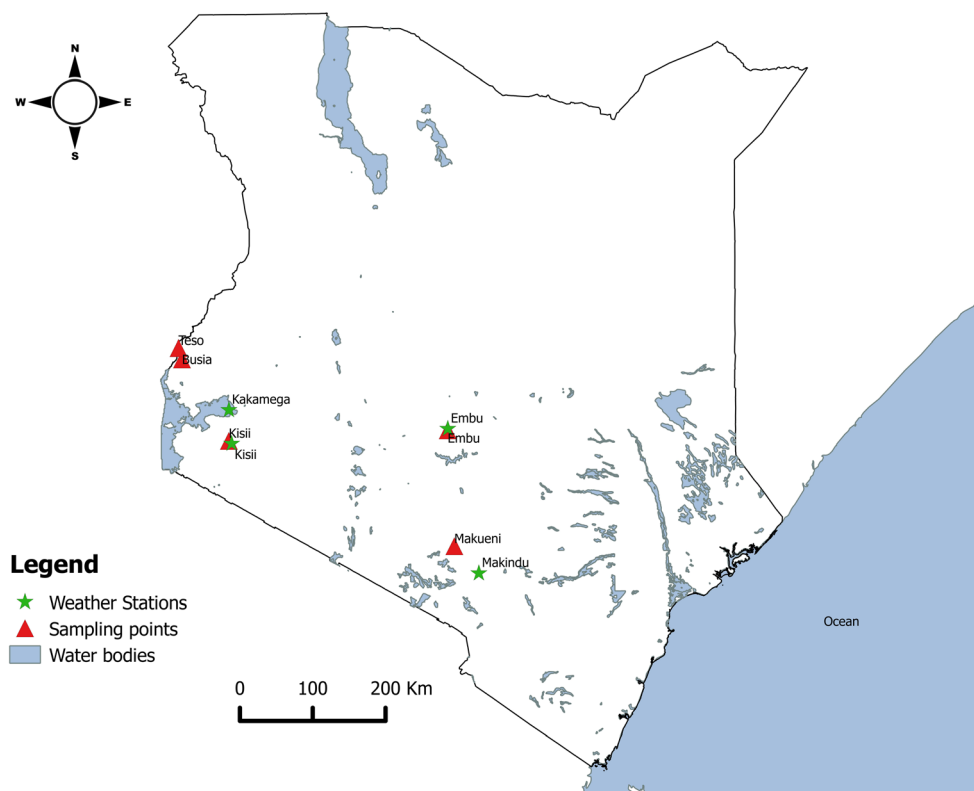 N
W
E
S
Teso
Busia
Kakamega
Kisii
Kisii
Embu
Embu
Makueni
Makindu
Legend
Weather Stations
Sampling points
Water bodies
0 100 200 Km
Ocean